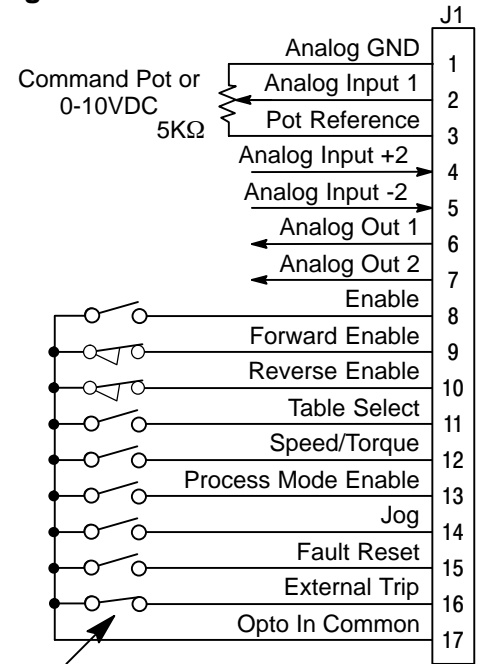 g
J1
Analog GND 1
Command Pot or
0-10VDC
5KΩ
Analog Input 1 2
Pot Reference 3
Analog Input +2 4
Analog Input -2 5
Analog Out 1 6
Analog Out 2 7
Enable 8
Forward Enable 9
Reverse Enable 10
Table Select 11
Speed/Torque 12
Process Mode Enable 13
Jog 14
Fault Reset 15
External Trip 16
Opto In Common 17